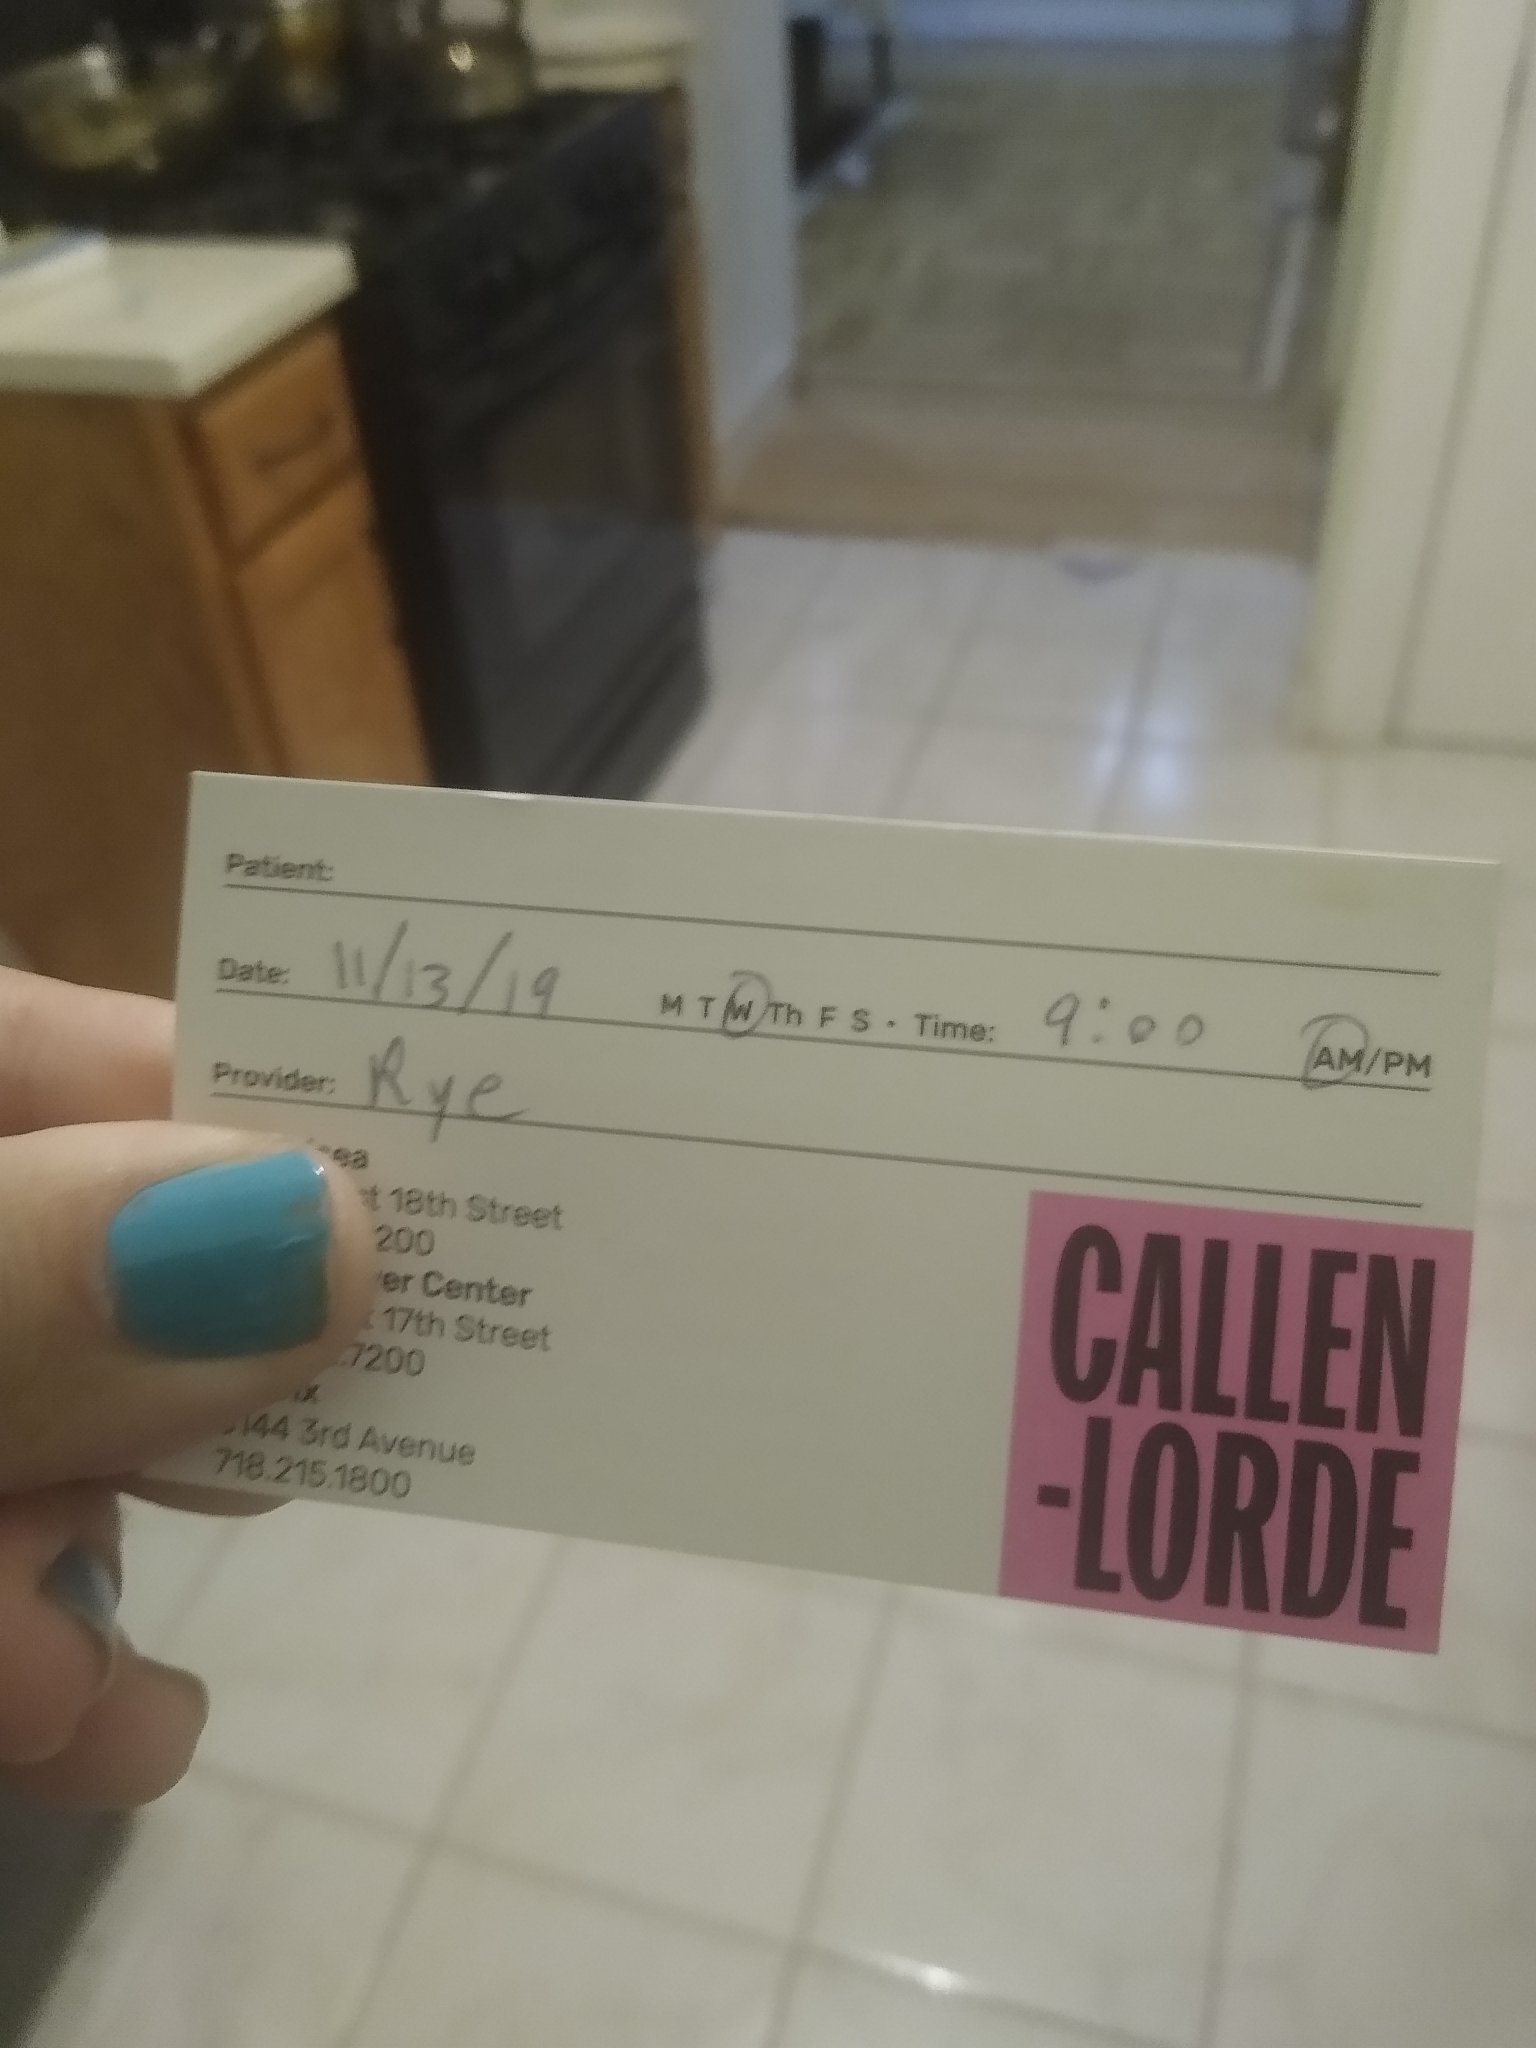 Patient:
Date: 11/13/19 M T W Th F S • Time: 9:00 AM/PM
Provider: Rye
18th Street
200
Center
17th Street
.7200
144 3rd Avenue
718.215.1800
CALLEN
-LORDE